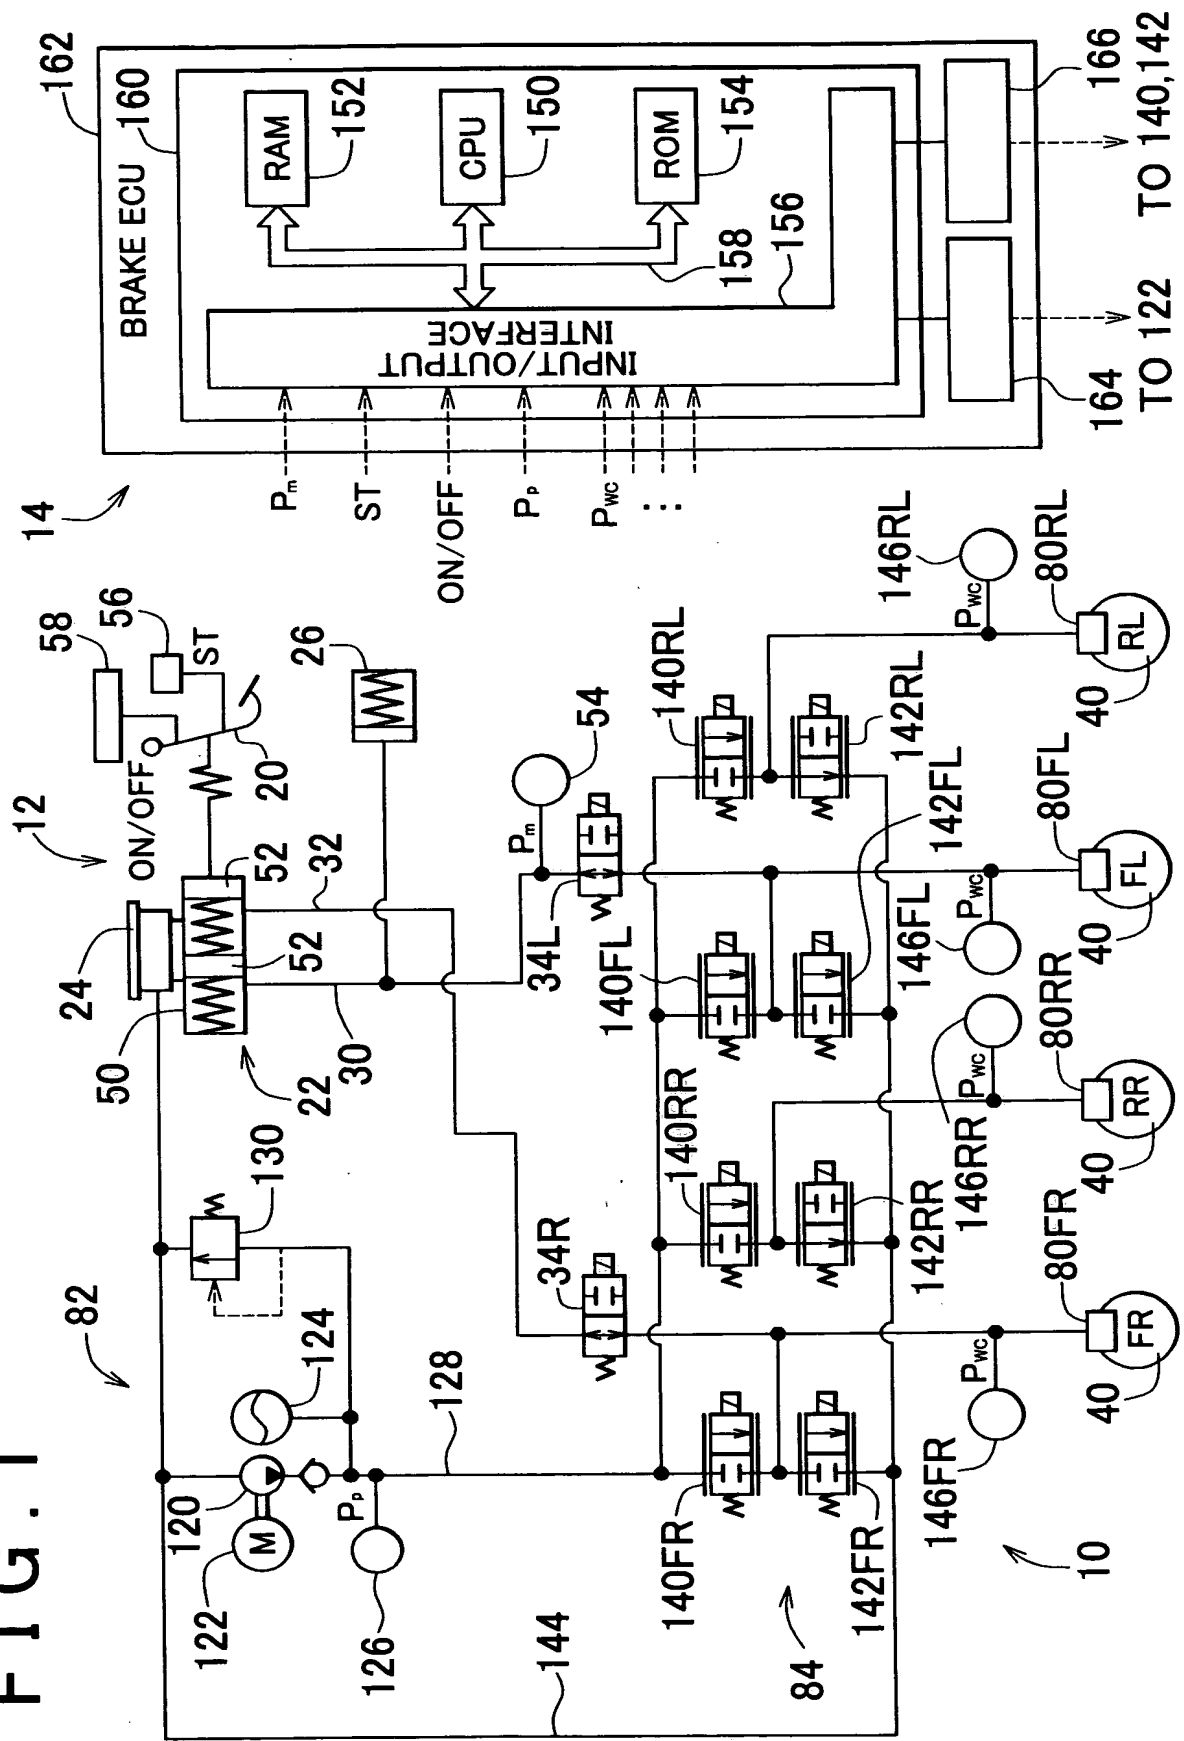 FIG. 1
82
12
14
162
160
BRAKE ECU
58
56
ST
ON/OFF
24
50
52
52
20
22
30
32
26
130
124
120
122
M
126
Pp
128
144
RAM
152
CPU
150
ROM
154
158
156
INPUT/OUTPUT
INTERFACE
Pm
ST
ON/OFF
Pp
PWC
⋮
164
166
TO 122
TO 140,142
54
Pm
34L
34R
140FR
140RR
140FL
140RL
142FR
142RR
142FL
142RL
84
146FR
146RR
146FL
146RL
PWC
PWC
PWC
PWC
80FR
80RR
80FL
80RL
FR
RR
FL
RL
40
40
40
40
10